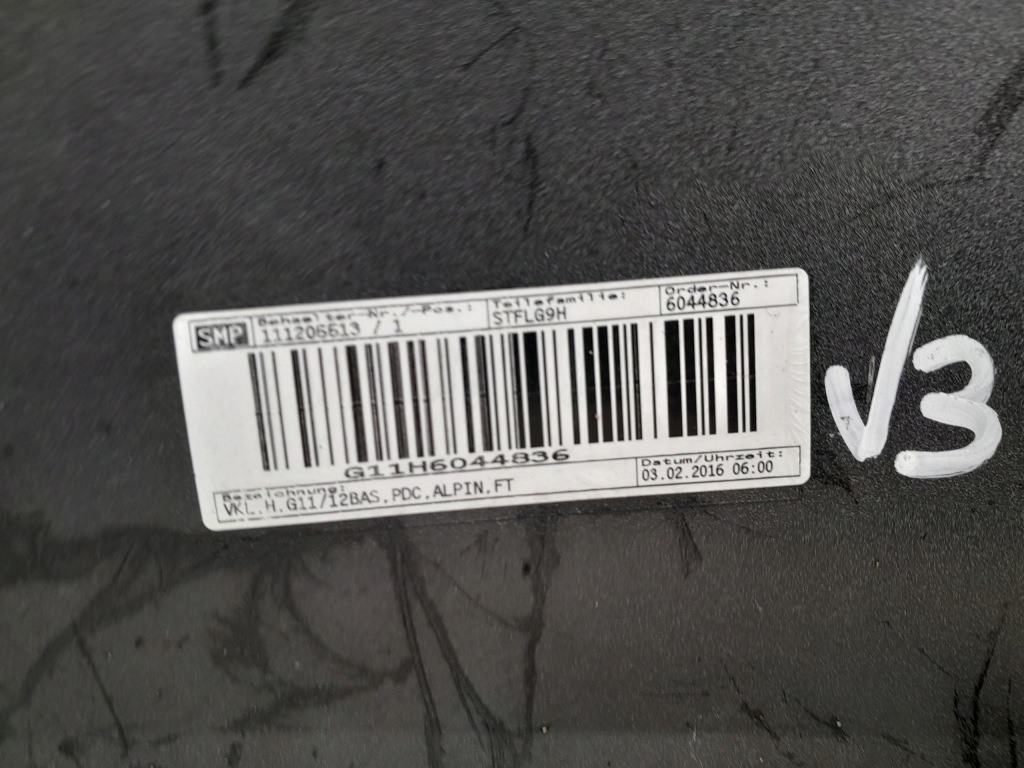 SMP
Behaelter-Nr./-Pos.:
111206613 / 1
Teilefamilie:
STFLG9H
Order-Nr.:
6044836
G11H6044836
Bezeichnung:
VKL.H.G11/12BAS.PDC.ALPIN.FT
Datum/Uhrzeit:
03.02.2016 06:00
V3